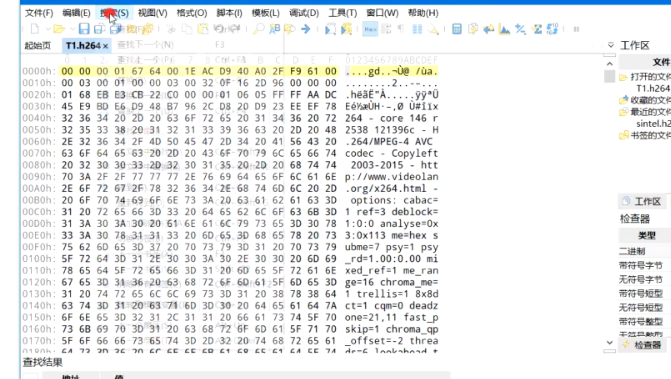 文件(F) 编辑(E) 搜索(S) 视图(V) 格式(O) 脚本(I) 模板(L) 调试(D) 工具(T) 窗口(W) 帮助(H)
起始页 T1.h264 × 查找下一个(N) F3
工作区
0 1 2 3 4 5 6 7 8 9 A B C D E F 0123456789ABCDEF
文件
0000h: 00 00 00 01 67 64 00 1E AC D9 40 A0 2F F9 61 00 ....gd..¬Ù@ /ùa.
打开的文件
0010h: 00 03 00 01 00 00 03 00 32 0F 16 2D 96 00 00 00
T1.h264
0020h: 01 68 EB E3 CB 22 C0 00 00 01 06 05 FF FF AA DC
收藏的文件
0030h: 45 E9 BD E6 D9 48 B7 96 2C D8 20 D9 23 EE EF 78
最近的文件
sintel.h2
0040h: 32 36 34 20 2D 20 63 6F 72 65 20 31 34 36 20 72 264 - core 146 r
书签的文件
0050h: 32 35 33 38 20 31 32 31 33 39 36 63 20 2D 20 48 2538 121396c - H
0060h: 2E 32 36 34 2F 4D 50 45 47 2D 34 20 41 56 43 20 .264/MPEG-4 AVC
0070h: 63 6F 64 65 63 20 2D 20 43 6F 70 79 6C 65 66 74 codec - Copyleft
0080h: 20 32 30 30 33 2D 32 30 31 35 20 2D 20 68 74 74 2003-2015 - htt
0090h: 70 3A 2F 2F 77 77 77 2E 76 69 64 65 6F 6C 61 6E p://www.videolan
00A0h: 2E 6F 72 67 2F 78 32 36 34 2E 68 74 6D 6C 20 2D .org/x264.html -
00B0h: 20 6F 70 74 69 6F 6E 73 3A 20 63 61 62 61 63 3D options: cabac=
工作区
00C0h: 31 20 72 65 66 3D 33 20 64 65 62 6C 6F 63 6B 3D 1 ref=3 deblock=
检查器
00D0h: 31 3A 30 3A 30 20 61 6E 61 6C 79 73 65 3D 30 78 1:0:0 analyse=0x
类型
00E0h: 33 3A 30 78 31 31 33 20 6D 65 3D 68 65 78 20 73 3:0x113 me=hex s
二进制
00F0h: 75 62 6D 65 3D 37 20 70 73 79 3D 31 20 70 73 79 ubme=7 psy=1 psy
带符号字节
0100h: 5F 72 64 3D 31 2E 30 30 3A 30 2E 30 30 20 6D 69 _rd=1.00:0.00 mi
0110h: 78 65 64 5F 72 65 66 3D 31 20 6D 65 5F 72 61 6E xed_ref=1 me_ran
无符号字节
0120h: 67 65 3D 31 36 20 63 68 72 6F 6D 61 5F 6D 65 3D ge=16 chroma_me=
带符号短型
0130h: 31 20 74 72 65 6C 6C 69 73 3D 31 20 38 78 38 64 1 trellis=1 8x8d
无符号短型
0140h: 63 74 3D 31 20 63 71 6D 3D 30 20 64 65 61 64 7A ct=1 cqm=0 deadz
带符号整型
0150h: 6F 6E 65 3D 32 31 2C 31 31 20 66 61 73 74 5F 70 one=21,11 fast_p
0160h: 73 6B 69 70 3D 31 20 63 68 72 6F 6D 61 5F 71 70 skip=1 chroma_qp
0170h: 5F 6F 66 66 73 65 74 3D 2D 32 20 74 68 72 65 61 _offset=-2 threa
检查器
查找结果
地址 值